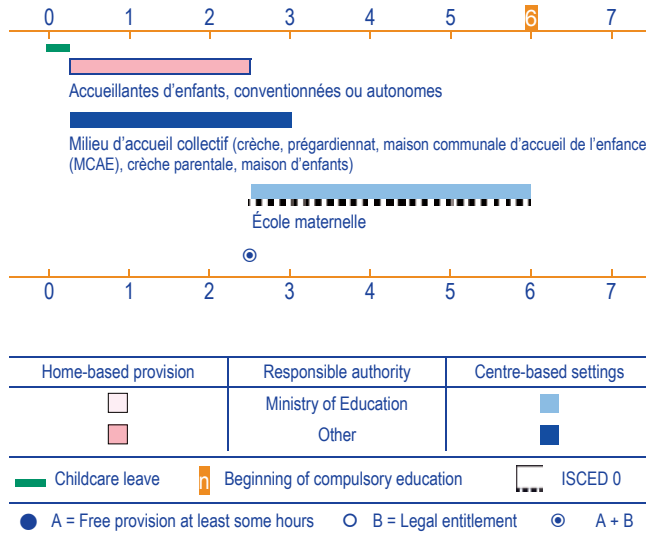 0 1 2 3 4 5 6 7
Accueillantes d'enfants, conventionnées ou autonomes
Milieu d'accueil collectif (crèche, prégardiennat, maison communale d'accueil de l'enfance
(MCAE), crèche parentale, maison d'enfants)
École maternelle
0 1 2 3 4 5 6 7
Home-based provision Responsible authority Centre-based settings
Ministry of Education
Other
Childcare leave n Beginning of compulsory education ISCED 0
A = Free provision at least some hours B = Legal entitlement A + B